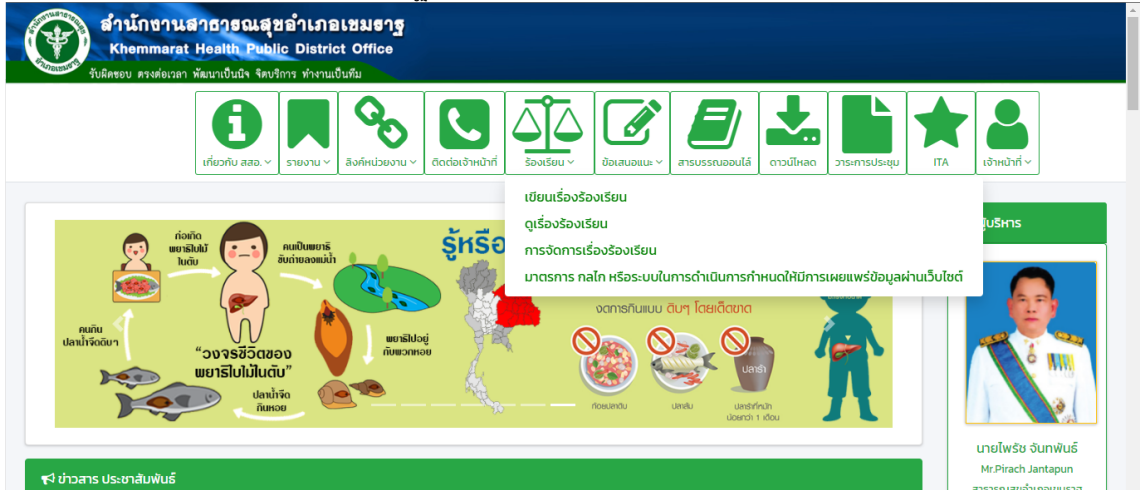 สำนักงานสาธารณสุขอำเภอเขมราฐ
Khemmarat Health Public District Office
รับผิดชอบ ตรงต่อเวลา พัฒนาเป็นนิจ จิตบริการ ทำงานเป็นทีม
เกี่ยวกับ สสอ.
รายงาน
ลิงค์หน่วยงาน
ติดต่อเจ้าหน้าที่
ร้องเรียน
ข้อเสนอแนะ
สารบรรณออนไล์
ดาวน์ไหลด
วาระการประชุม
ITA
เจ้าหน้าที่
เขียนเรื่องร้องเรียน
ดูเรื่องร้องเรียน
การจัดการเรื่องร้องเรียน
มาตรการ กลไก หรือระบบในการดำเนินการกำหนดให้มีการเผยแพร่ข้อมูลผ่านเว็บไซต์
ก่อเกิด
พยาธิใบไม้
ในตับ
คนเป็นพยาธิ
ขับถ่ายลงแม่น้ำ
พยาธิไปอยู่
กับพวกหอย
ปลาน้ำจืด
กินหอย
คนกิน
ปลาน้ำจืดดิบๆ
“วงจรชีวิตของ
พยาธิใบไม้ในตับ”
รู้หรือ
งดการกินแบบ ดิบๆ โดยเด็ดขาด
ก้อยปลาดิบ
ปลาส้ม
ปลาร้า
ปลาร้าที่หมัก
น้อยกว่า 1 เดือน
ผู้บริหาร
นายไพรัช จันทพันธ์
Mr.Pirach Jantapun
สาธารณสุขอำเภอเขมราฐ
ข่าวสาร ประชาสัมพันธ์